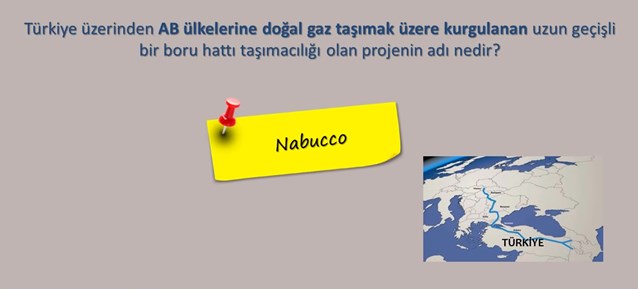 Türkiye üzerinden AB ülkelerine doğal gaz taşımak üzere kurgulanan uzun geçişli
bir boru hattı taşımacılığı olan projenin adı nedir?
Nabucco
TÜRKİYE